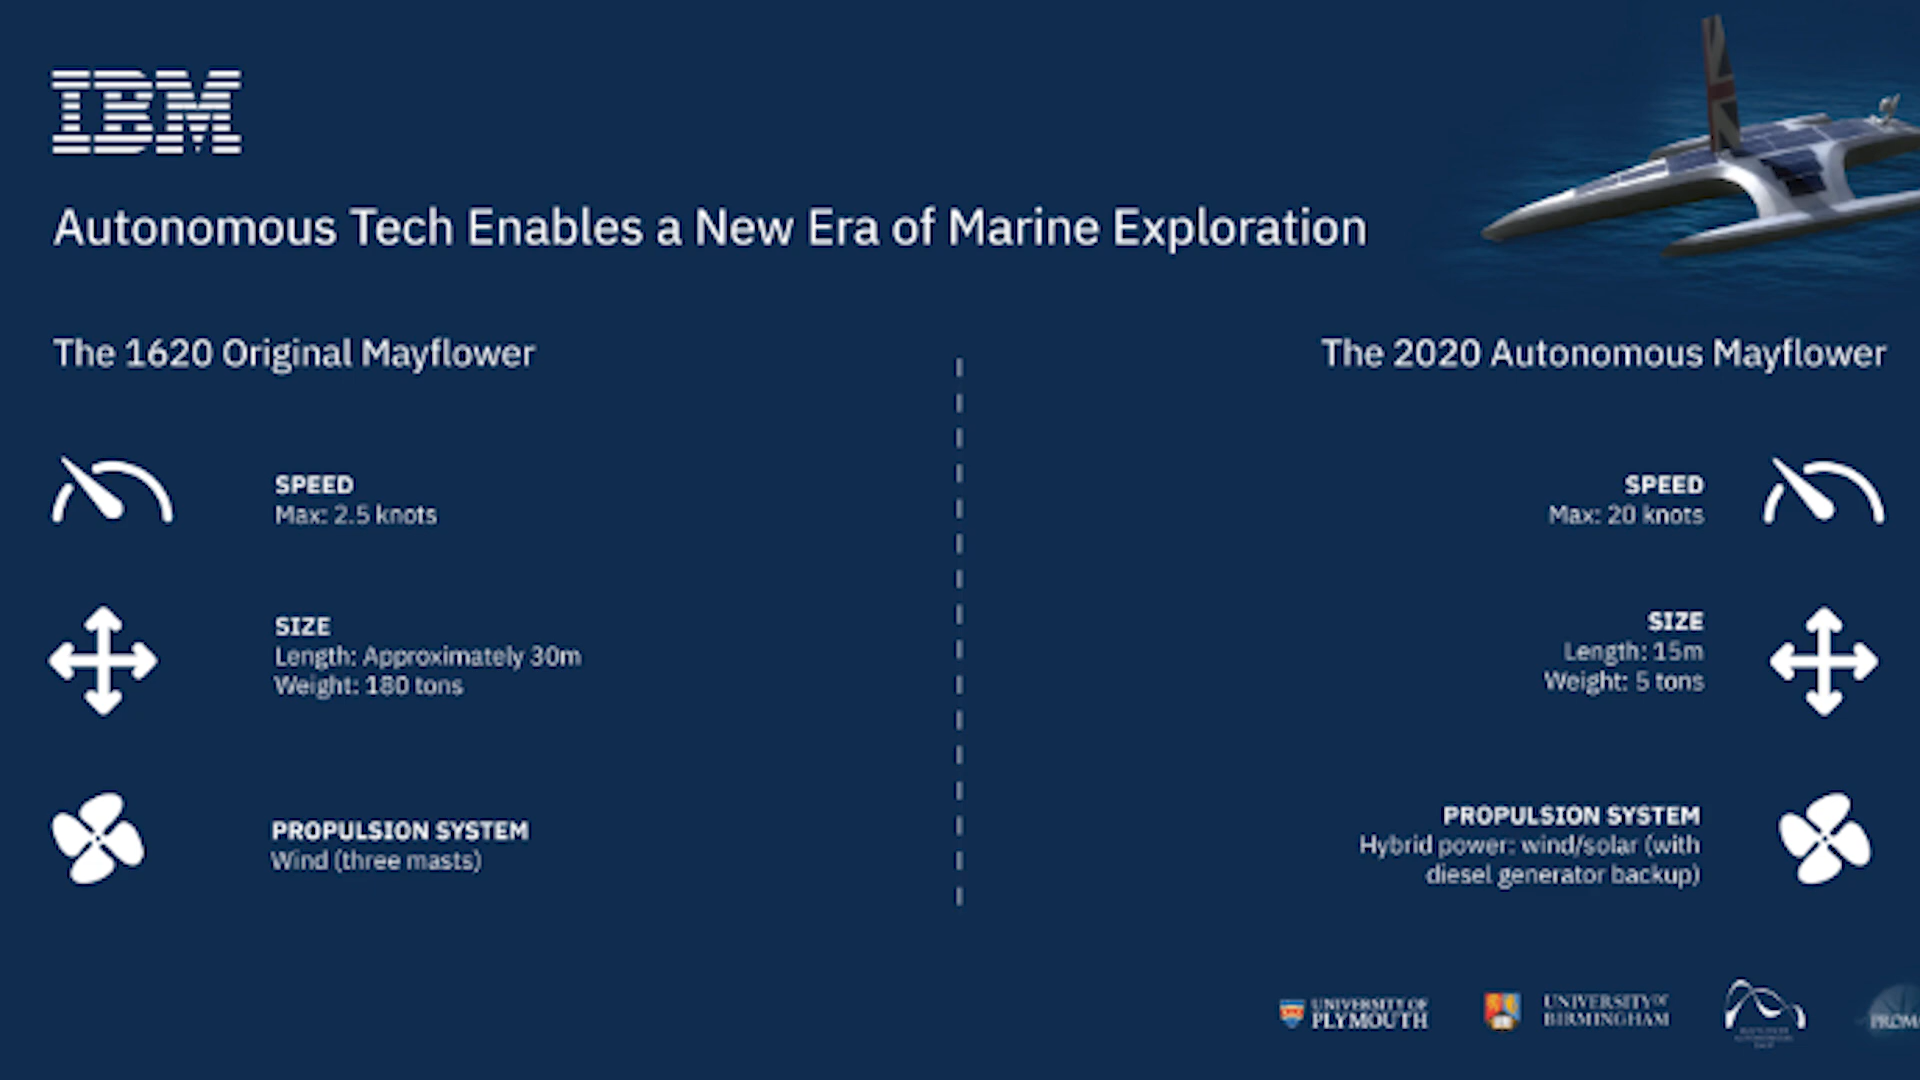 IBM
Autonomous Tech Enables a New Era of Marine Exploration
The 1620 Original Mayflower
SPEED
Max: 2.5 knots
SIZE
Length: Approximately 30m
Weight: 180 tons
PROPULSION SYSTEM
Wind (three masts)
The 2020 Autonomous Mayflower
SPEED
Max: 20 knots
SIZE
Length: 15m
Weight: 5 tons
PROPULSION SYSTEM
Hybrid power: wind/solar (with
diesel generator backup)
UNIVERSITY OF
PLYMOUTH
UNIVERSITY OF
BIRMINGHAM